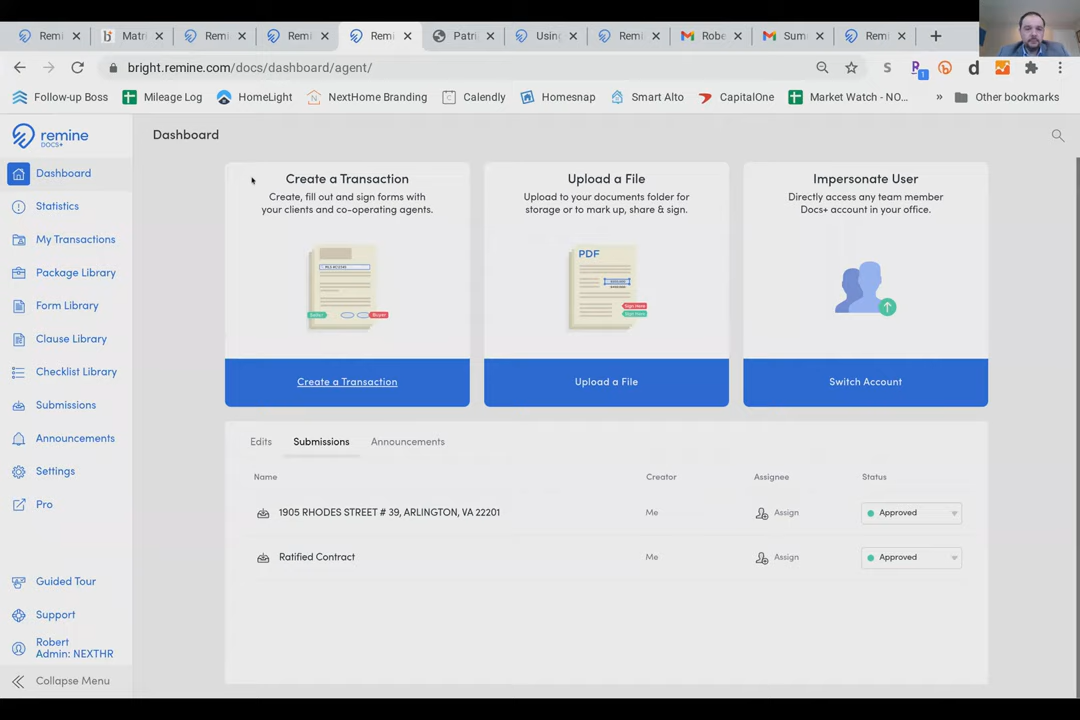 Remi
Matri
Remi
Remi
Remi
Patri
Using
Remi
Robe
Sum
Remi
bright.remine.com/docs/dashboard/agent/
S
R
1
d
Follow-up Boss
Mileage Log
HomeLight
NextHome Branding
Calendly
Homesnap
Smart Alto
CapitalOne
Market Watch - NO...
»
Other bookmarks
remine
DOCS+
Dashboard
Statistics
My Transactions
Package Library
Form Library
Clause Library
Checklist Library
Submissions
Announcements
Settings
Pro
Guided Tour
Support
Robert
Admin: NEXTHR
Collapse Menu
Dashboard
Create a Transaction
Create, fill out and sign forms with
your clients and co-operating agents.
Create a Transaction
Upload a File
Upload to your documents folder for
storage or to mark up, share & sign.
PDF
Sign Here
Sign Here
Upload a File
Impersonate User
Directly access any team member
Docs+ account in your office.
Switch Account
Edits
Submissions
Announcements
Name
Creator
Assignee
Status
1905 RHODES STREET # 39, ARLINGTON, VA 22201
Me
Assign
Approved
Ratified Contract
Me
Assign
Approved